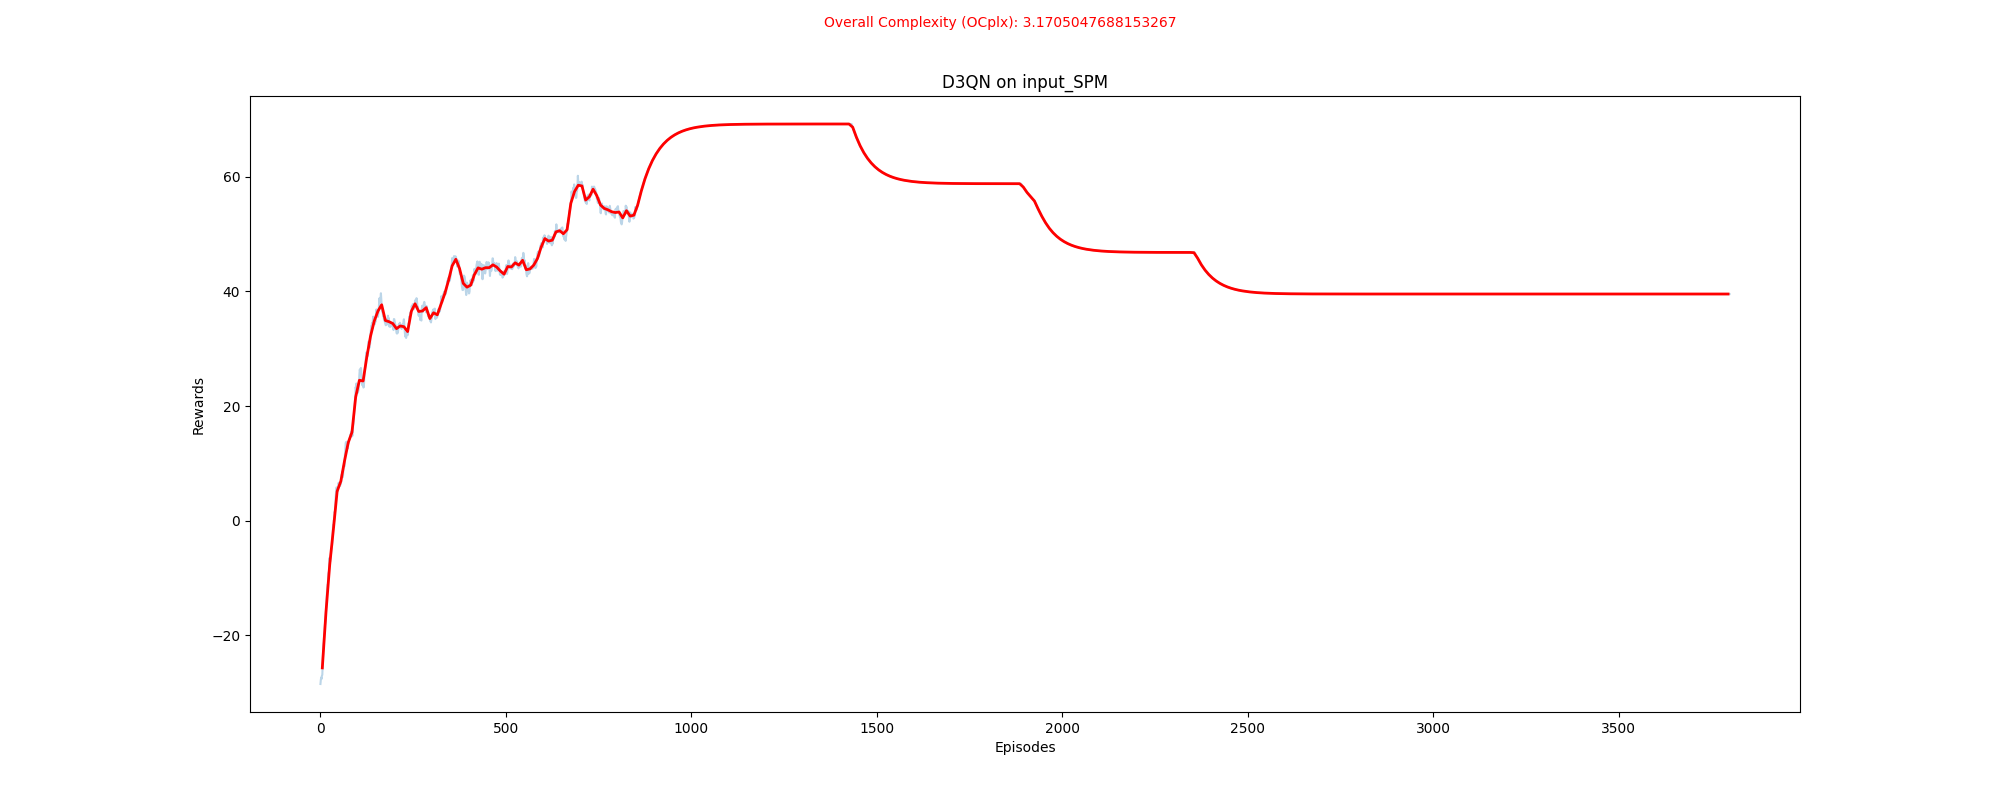 Overall Complexity (OCplx): 3.1705047688153267
D3QN on input_SPM
Rewards
60
40
20
0
−20
0 500 1000 1500 2000 2500 3000 3500
Episodes